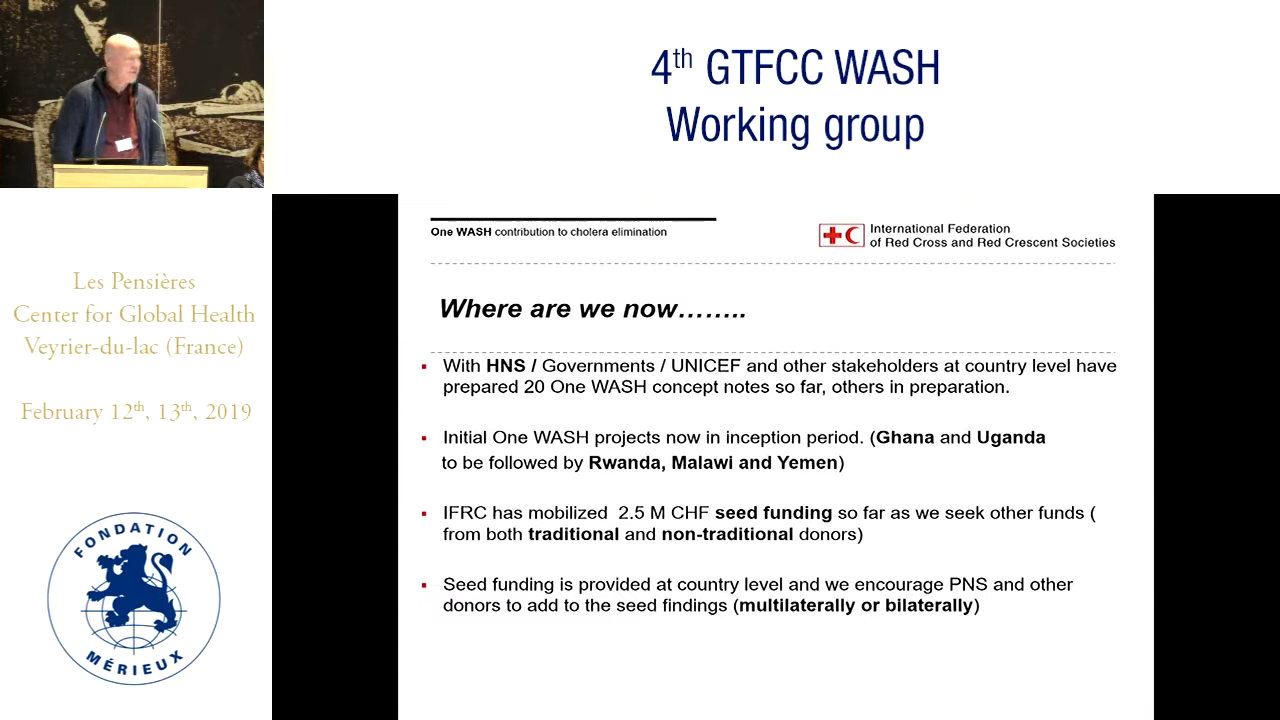 4th GTFCC WASH
Working group
Les Pensières
Center for Global Health
Veyrier-du-lac (France)
February 12th, 13th, 2019
FONDATION
MÉRIEUX
One WASH contribution to cholera elimination
International Federation
of Red Cross and Red Crescent Societies
Where are we now........
▪ With HNS / Governments / UNICEF and other stakeholders at country level have
prepared 20 One WASH concept notes so far, others in preparation.
▪ Initial One WASH projects now in inception period. (Ghana and Uganda
to be followed by Rwanda, Malawi and Yemen)
▪ IFRC has mobilized 2.5 M CHF seed funding so far as we seek other funds (
from both traditional and non-traditional donors)
▪ Seed funding is provided at country level and we encourage PNS and other
donors to add to the seed findings (multilaterally or bilaterally)